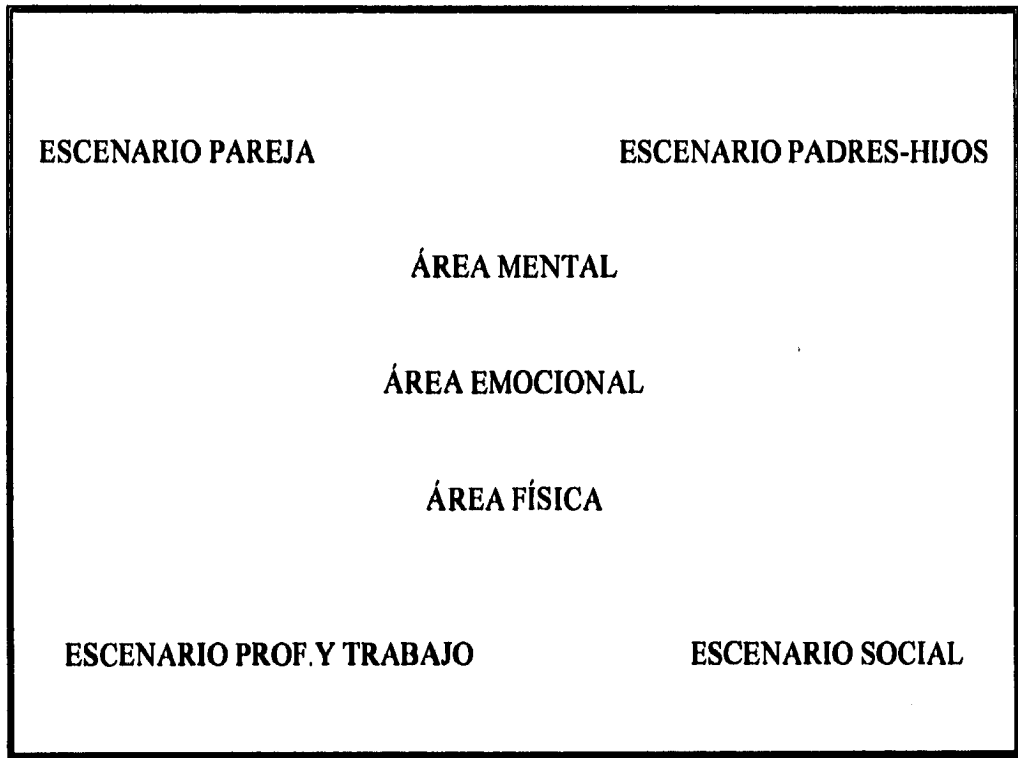 ESCENARIO PAREJA
ESCENARIO PADRES-HIJOS
ÁREA MENTAL
ÁREA EMOCIONAL
ÁREA FÍSICA
ESCENARIO PROF.Y TRABAJO
ESCENARIO SOCIAL